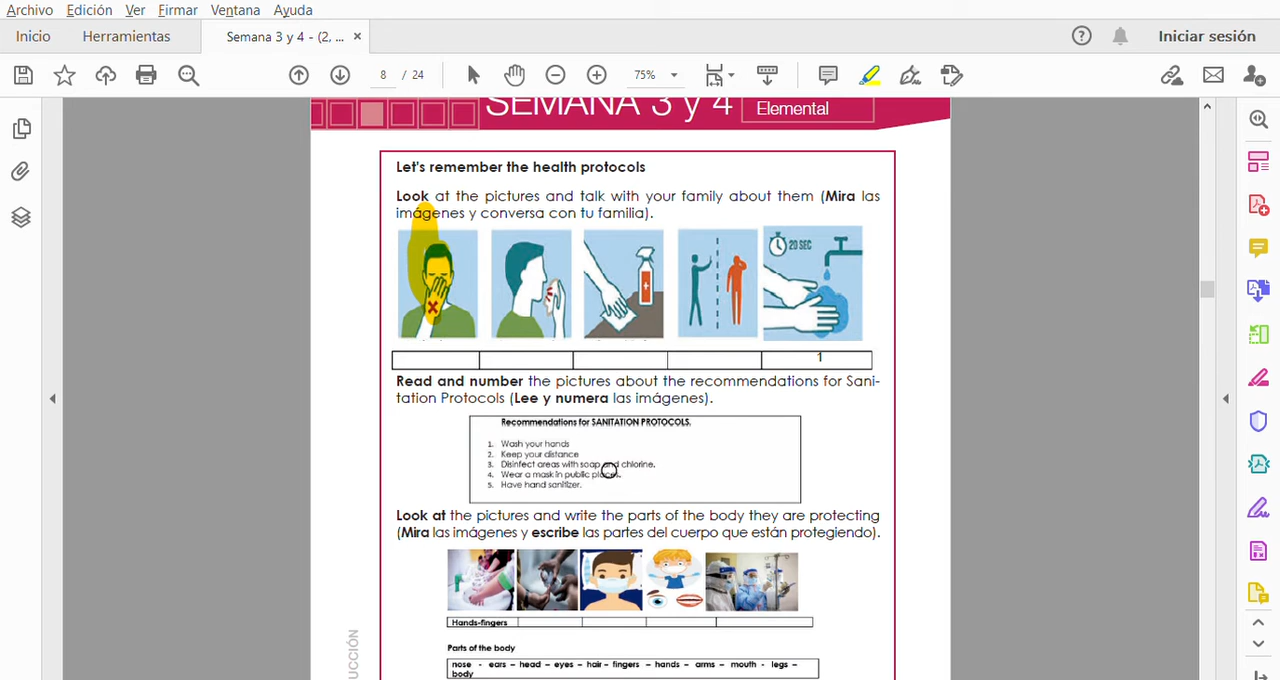 Archivo Edición Ver Firmar Ventana Ayuda
Inicio Herramientas Semana 3 y 4 - (2, ... × Iniciar sesión
8 / 24 75%
SEMANA 3 y 4 Elemental
Let's remember the health protocols
Look at the pictures and talk with your family about them (Mira las
imágenes y conversa con tu familia).
20 SEC
1
Read and number the pictures about the recommendations for Sani-
tation Protocols (Lee y numera las imágenes).
Recommendations for SANITATION PROTOCOLS.
1. Wash your hands
2. Keep your distance
3. Disinfect areas with soap and chlorine.
4. Wear a mask in public places.
5. Have hand sanitizer.
Look at the pictures and write the parts of the body they are protecting
(Mira las imágenes y escribe las partes del cuerpo que están protegiendo).
Hands-fingers
Parts of the body
nose - ears – head – eyes – hair – fingers – hands – arms – mouth - legs –
body
UCCIÓN